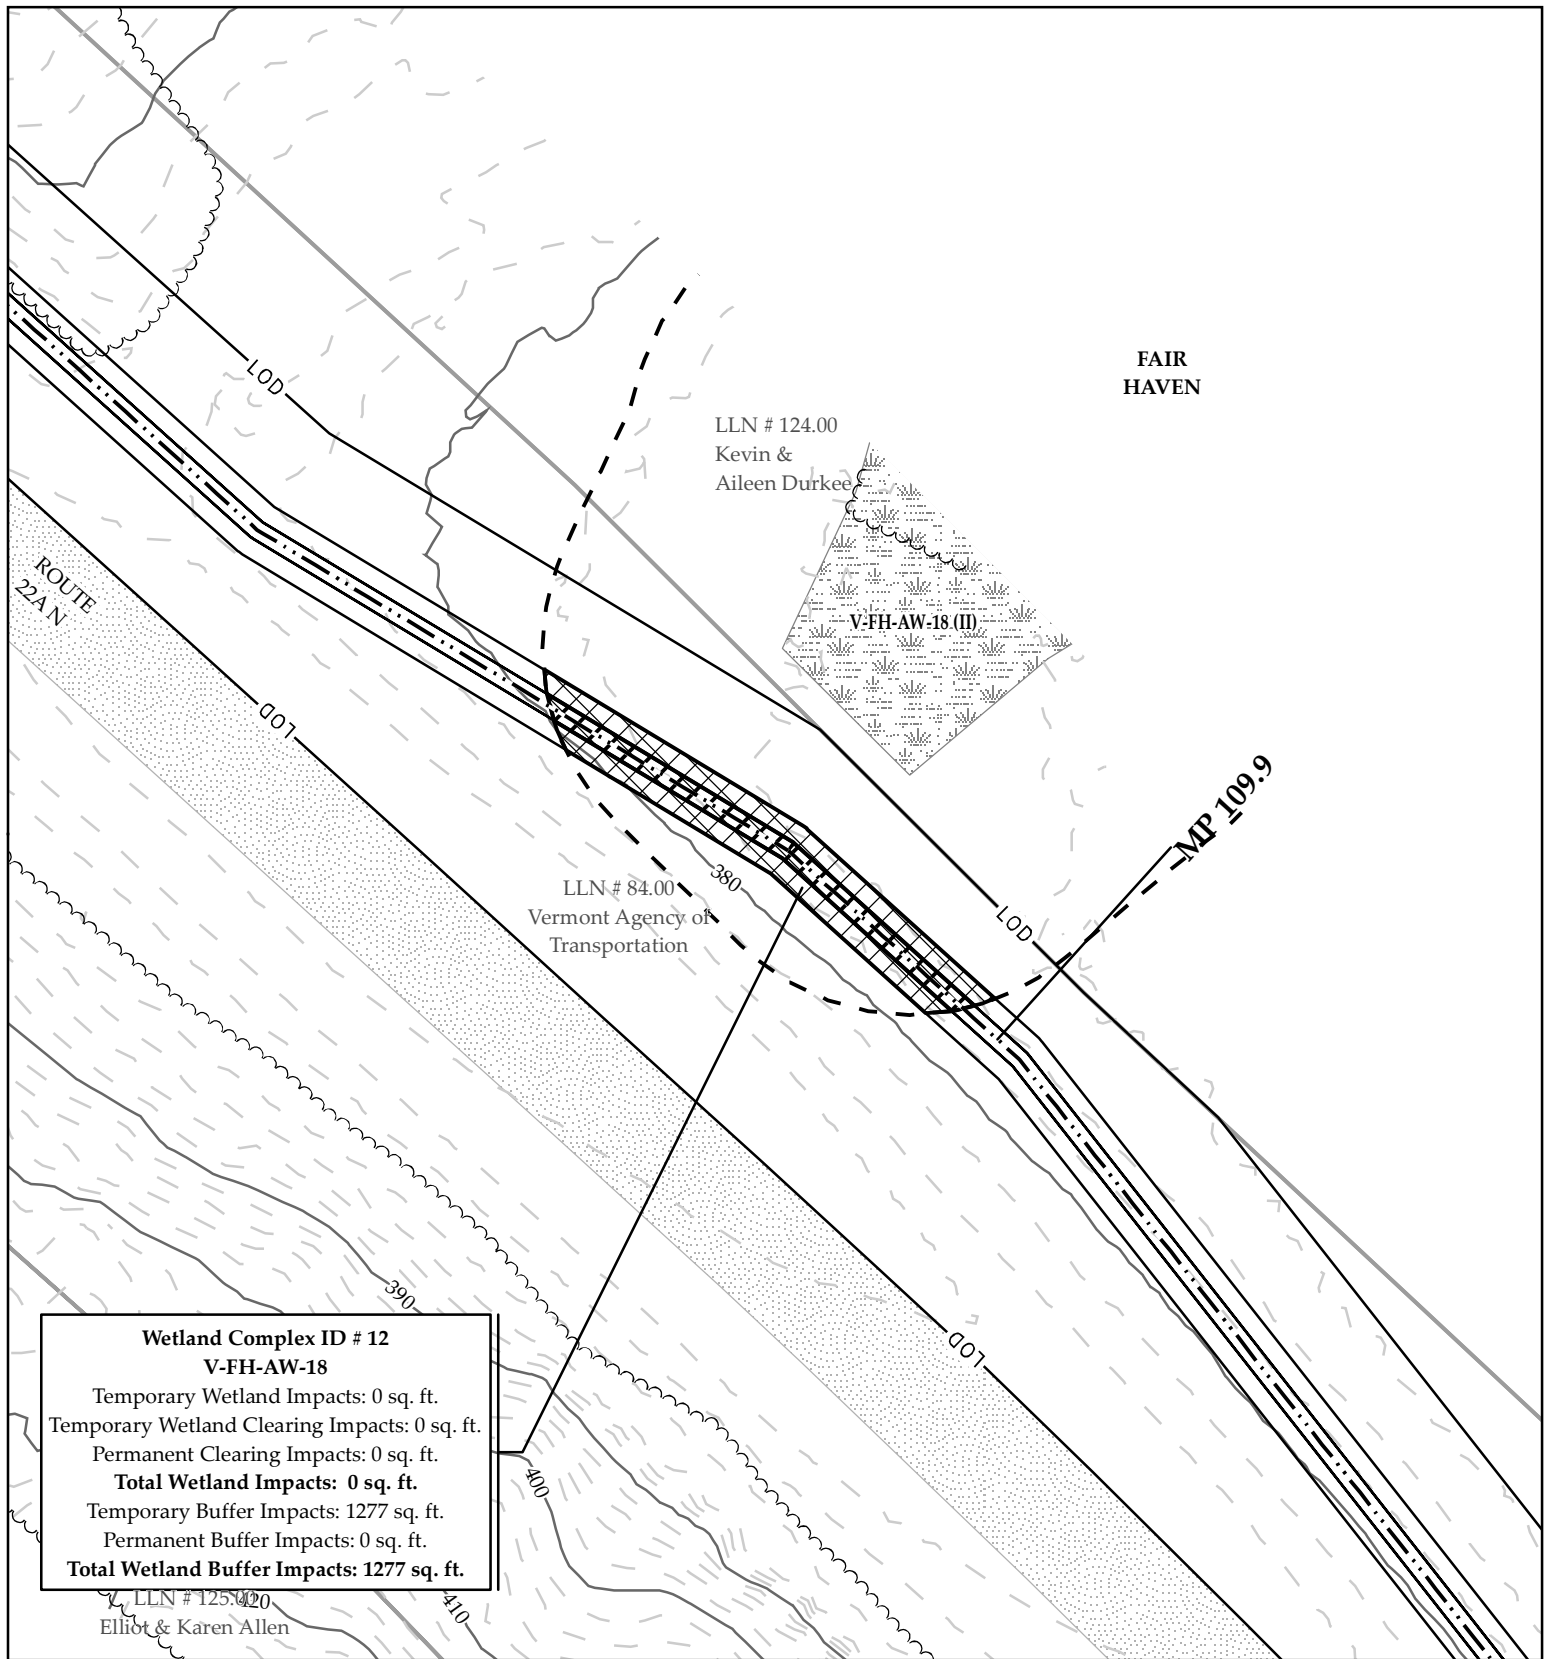 LOD
FAIR
HAVEN
LLN # 124.00
Kevin &
Aileen Durkee
ROUTE
22A N
V-FH-AW-18 (II)
LOD
MP 109.9
380
LLN # 84.00
Vermont Agency of
Transportation
LOD
390
LOD
Wetland Complex ID # 12
V-FH-AW-18
Temporary Wetland Impacts: 0 sq. ft.
Temporary Wetland Clearing Impacts: 0 sq. ft.
Permanent Clearing Impacts: 0 sq. ft.
Total Wetland Impacts: 0 sq. ft.
Temporary Buffer Impacts: 1277 sq. ft.
Permanent Buffer Impacts: 0 sq. ft.
Total Wetland Buffer Impacts: 1277 sq. ft.
400
LLN # 125.00
420
410
Elliot & Karen Allen